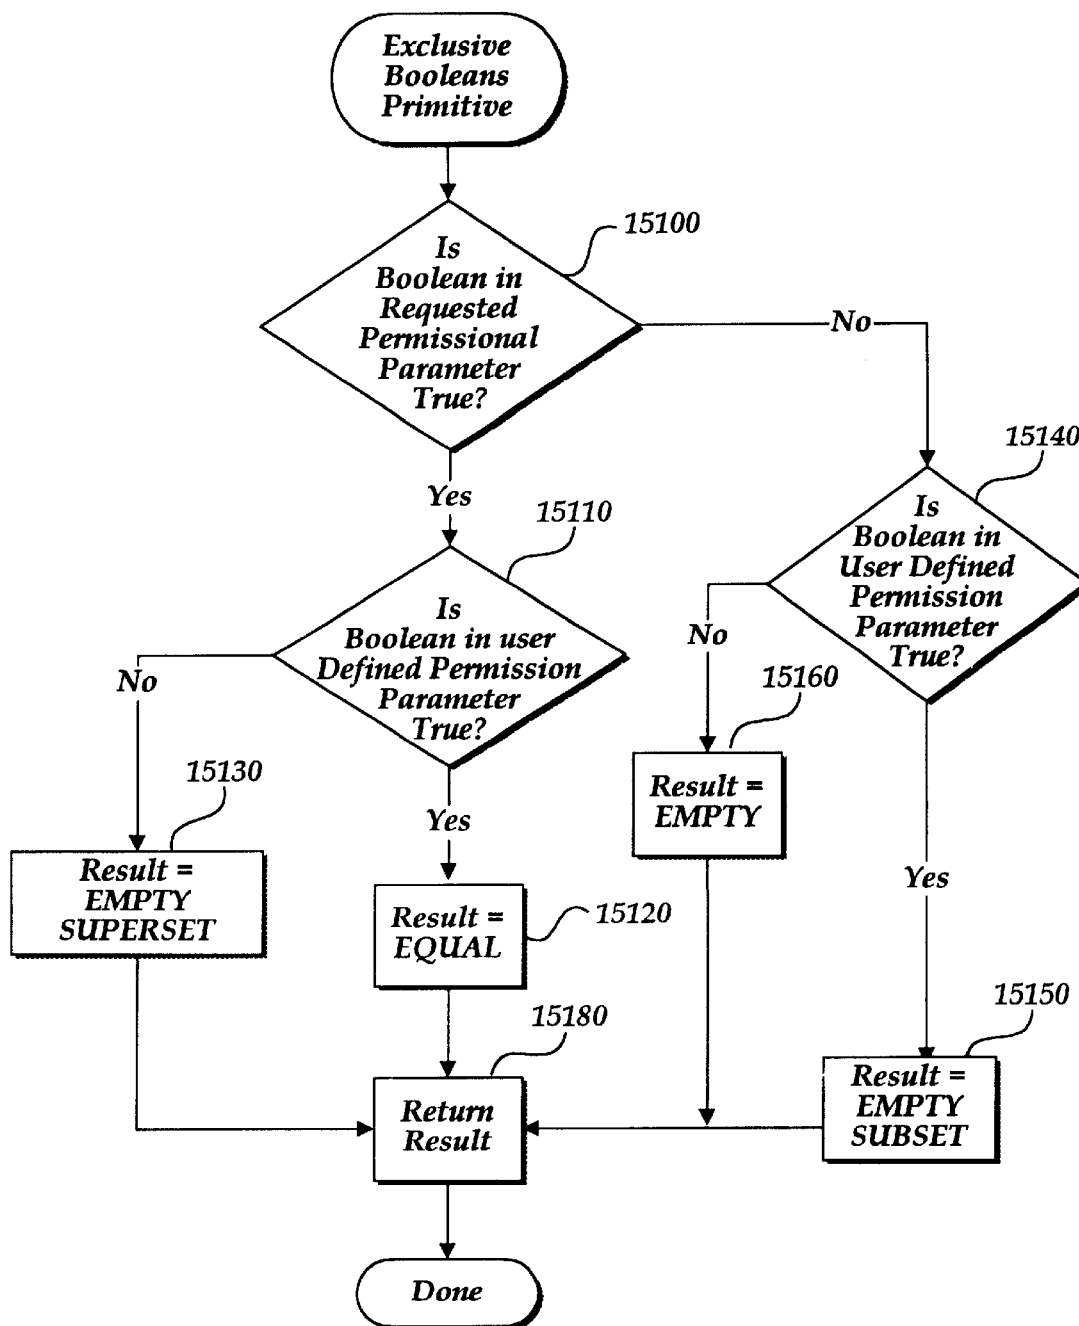 Exclusive
Booleans
Primitive
15100
Is
Boolean in
Requested
Permissional
Parameter
True?
No
15140
Yes
15110
Is
Boolean in
User Defined
Permission
Parameter
True?
Is
Boolean in user
Defined Permission
Parameter
True?
No
No
15160
15130
Yes
Result =
EMPTY
Result =
EMPTY
SUPERSET
Yes
Result =
EQUAL
15120
15180
15150
Return
Result
Result =
EMPTY
SUBSET
Done